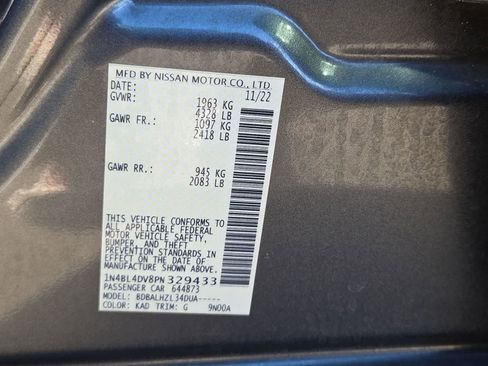 MFD BY NISSAN MOTOR CO., LTD.
DATE: 11/22
GVWR: 1963 KG
4328 LB
GAWR FR.: 1097 KG
2418 LB
GAWR RR.: 945 KG
2083 LB
THIS VEHICLE CONFORMS TO
ALL APPLICABLE FEDERAL
MOTOR VEHICLE SAFETY,
BUMPER, AND THEFT
PREVENTION STANDARDS
IN EFFECT ON THE DATE OF
MANUFACTURE SHOWN ABOVE.
1N4BL4DV8PN329433
PASSENGER CAR 644873
MODEL: BDBALHZL34DUA-----
COLOR: KAD TRIM: G 9N00A